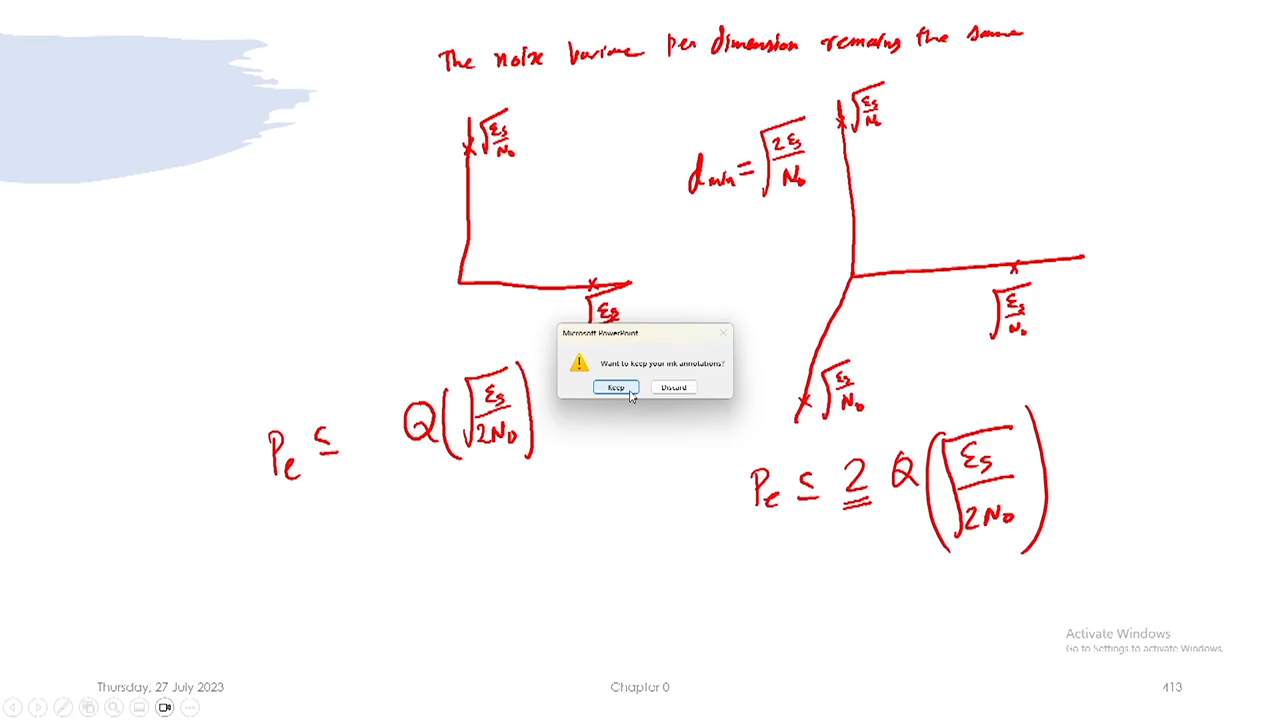 The noise variance per dimension remains the same
√(Es/N0)
√(Es/N0)
dmin = √(2Es/N0)
√(Es
√(Es/N0)
√(Es/N0)
Pe ≤ Q(√(Es/2N0))
Pe ≤ 2 Q(√(Es/2N0))
Microsoft PowerPoint
Want to keep your ink annotations?
Keep Discard
Activate Windows
Go to Settings to activate Windows.
Thursday, 27 July 2023 Chapter 0 413